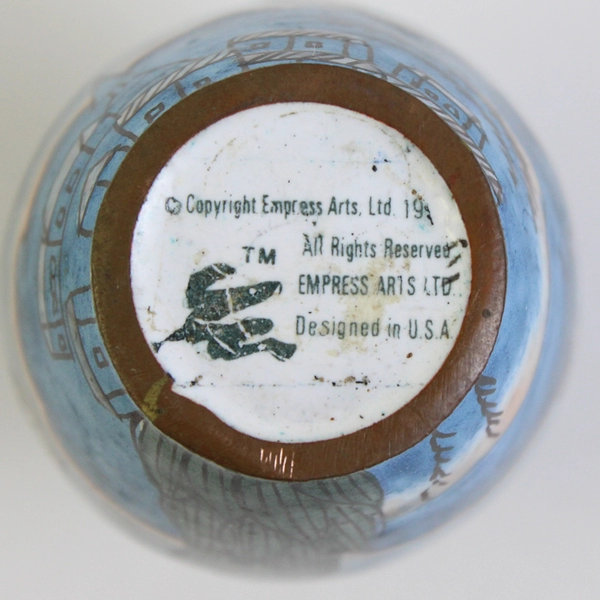 © Copyright Empress Arts, Ltd. 19
TM
All Rights Reserved
EMPRESS ARTS LTD.
Designed in U.S.A